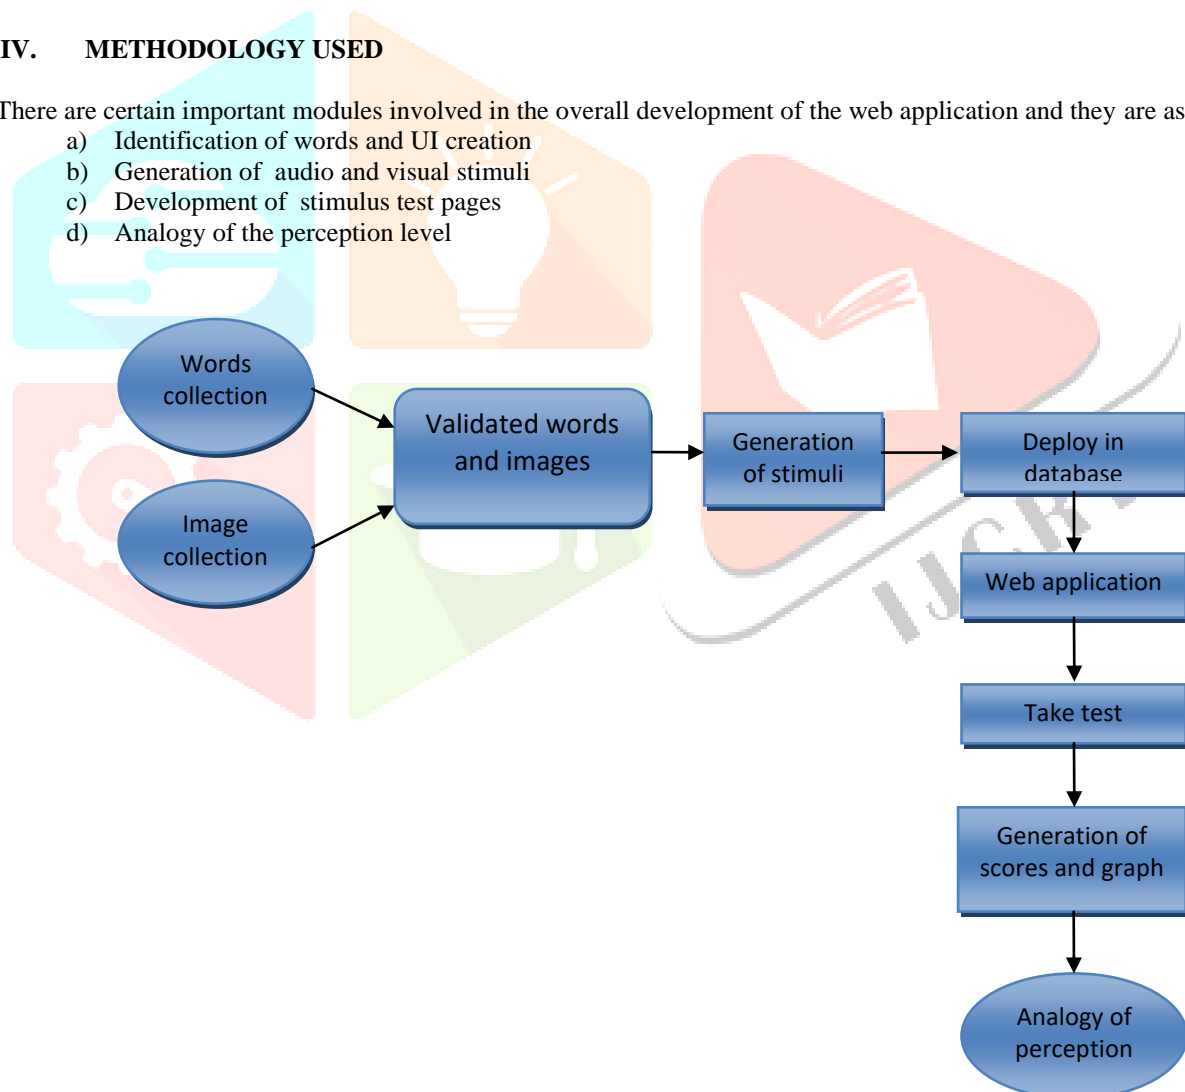 IV. METHODOLOGY USED
There are certain important modules involved in the overall development of the web application and they are as
a) Identification of words and UI creation
b) Generation of audio and visual stimuli
c) Development of stimulus test pages
d) Analogy of the perception level
Words
collection
Image
collection
Validated words
and images
Generation
of stimuli
Deploy in
database
Web application
Take test
Generation of
scores and graph
Analogy of
perception